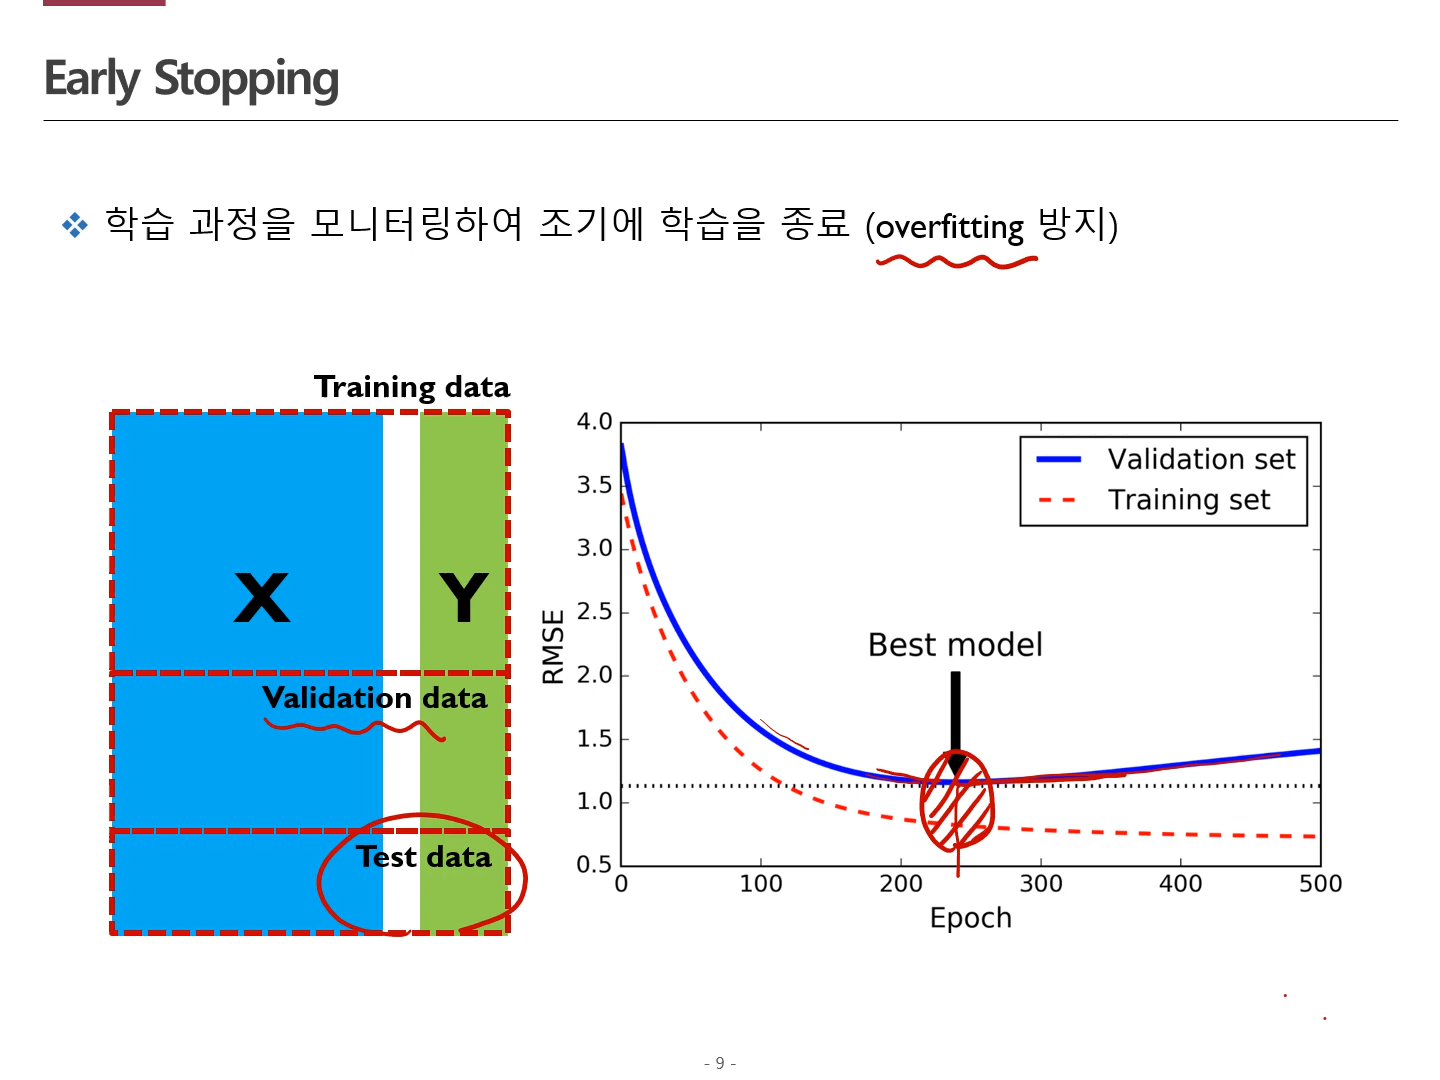 Early Stopping
학습 과정을 모니터링하여 조기에 학습을 종료 (overfitting 방지)
Training data
X Y
Validation data
Test data
4.0
3.5
3.0
2.5
2.0
1.5
1.0
0.5
RMSE
Validation set
Training set
Best model
0 100 200 300 400 500
Epoch
- 9 -